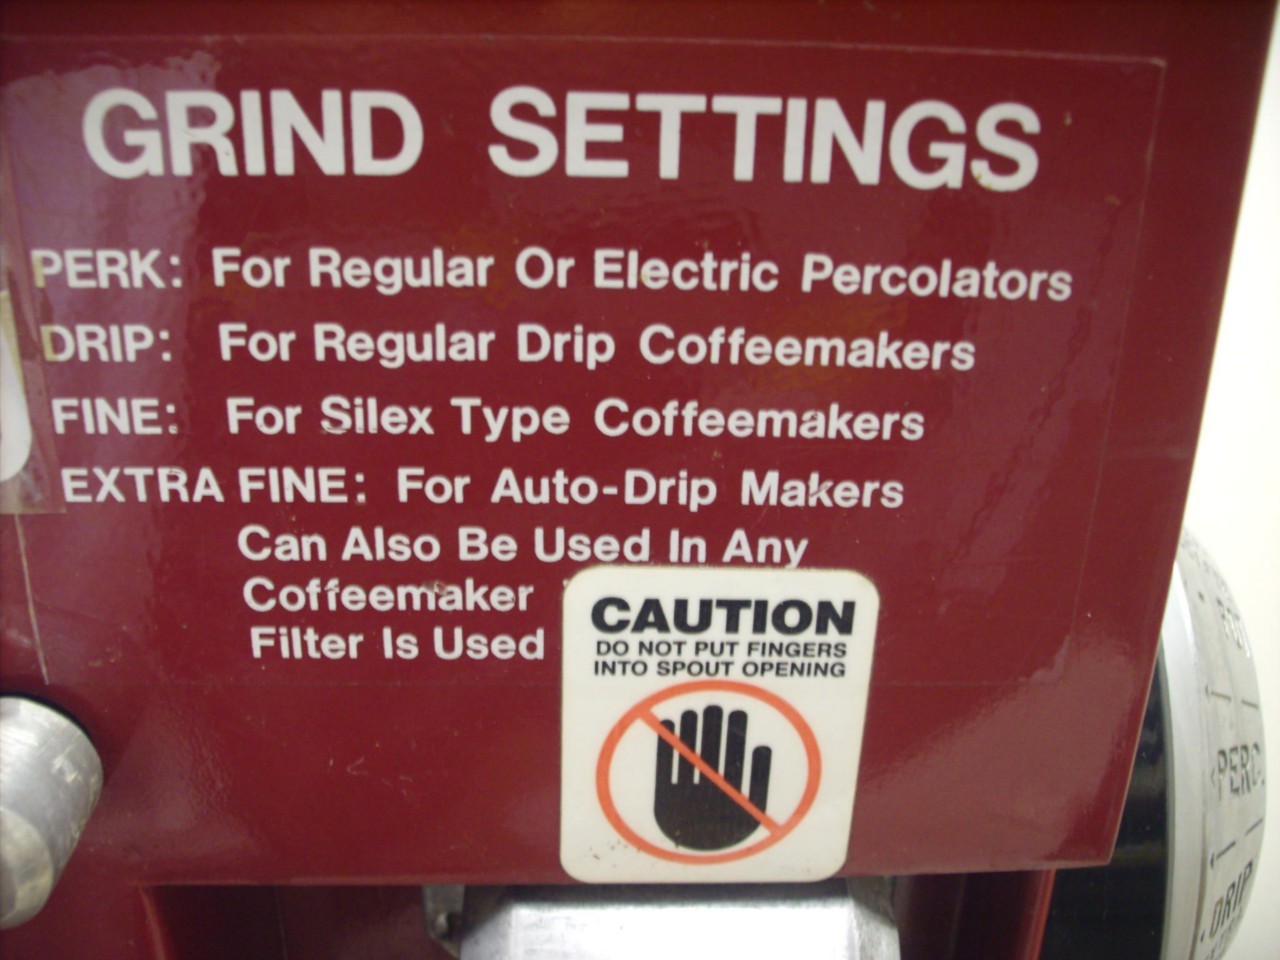 GRIND SETTINGS
PERK: For Regular Or Electric Percolators
DRIP: For Regular Drip Coffeemakers
FINE: For Silex Type Coffeemakers
EXTRA FINE: For Auto-Drip Makers
Can Also Be Used In Any
Coffeemaker
Filter Is Used
CAUTION
DO NOT PUT FINGERS
INTO SPOUT OPENING
DRIP